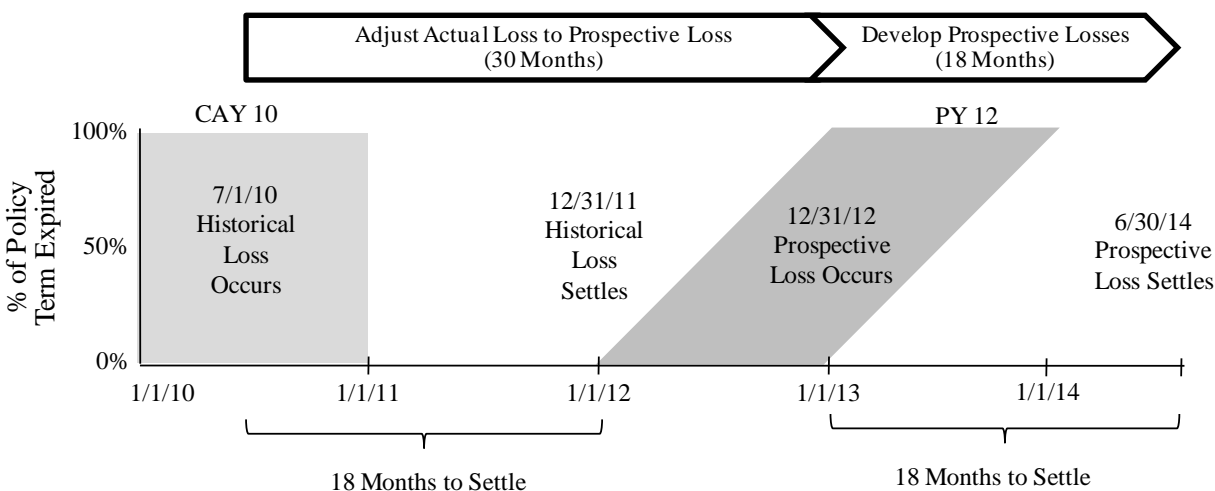 Adjust Actual Loss to Prospective Loss
(30 Months)
Develop Prospective Losses
(18 Months)
CAY 10
PY 12
% of Policy
Term Expired
100%
50%
0%
7/1/10
Historical
Loss
Occurs
12/31/11
Historical
Loss
Settles
12/31/12
Prospective
Loss Occurs
6/30/14
Prospective
Loss Settles
1/1/10
1/1/11
1/1/12
1/1/13
1/1/14
18 Months to Settle
18 Months to Settle